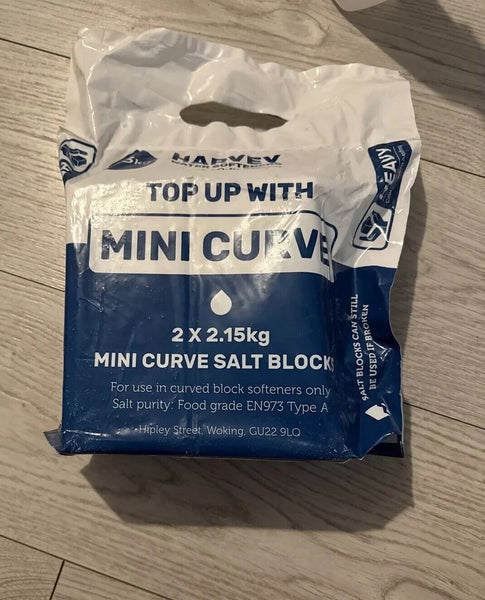 HARVEY
TOP UP WITH
MINI CURVE
2 X 2.15kg
MINI CURVE SALT BLOCKS
For use in curved block softeners only
Salt purity: Food grade EN973 Type A
Hipley Street, Woking, GU22 9LQ
HEAVY
SALT BLOCKS CAN STILL
BE USED IF BROKEN